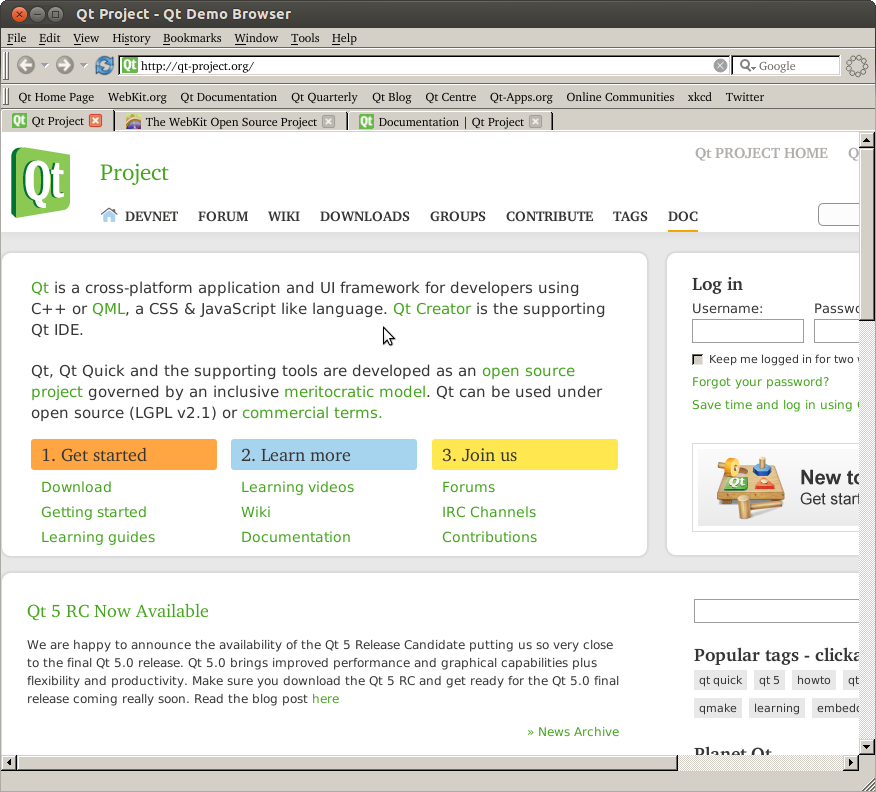 Qt Project - Qt Demo Browser
File Edit View History Bookmarks Window Tools Help
Qt http://qt-project.org/ Google
Qt Home Page WebKit.org Qt Documentation Qt Quarterly Qt Blog Qt Centre Qt-Apps.org Online Communities xkcd Twitter
Qt Qt Project The WebKit Open Source Project Qt Documentation | Qt Project
Qt PROJECT HOME Q
Qt Project
DEVNET FORUM WIKI DOWNLOADS GROUPS CONTRIBUTE TAGS DOC
Qt is a cross-platform application and UI framework for developers using
C++ or QML, a CSS & JavaScript like language. Qt Creator is the supporting
Qt IDE.
Qt, Qt Quick and the supporting tools are developed as an open source
project governed by an inclusive meritocratic model. Qt can be used under
open source (LGPL v2.1) or commercial terms.
1. Get started
Download
Getting started
Learning guides
2. Learn more
Learning videos
Wiki
Documentation
3. Join us
Forums
IRC Channels
Contributions
Log in
Username: Passw
Keep me logged in for two
Forgot your password?
Save time and log in using
Qt
New to
Get star
Qt 5 RC Now Available
We are happy to announce the availability of the Qt 5 Release Candidate putting us so very close
to the final Qt 5.0 release. Qt 5.0 brings improved performance and graphical capabilities plus
flexibility and productivity. Make sure you download the Qt 5 RC and get ready for the Qt 5.0 final
release coming really soon. Read the blog post here
» News Archive
Popular tags - clicka
qt quick qt 5 howto qt
qmake learning embedd
Planet Qt